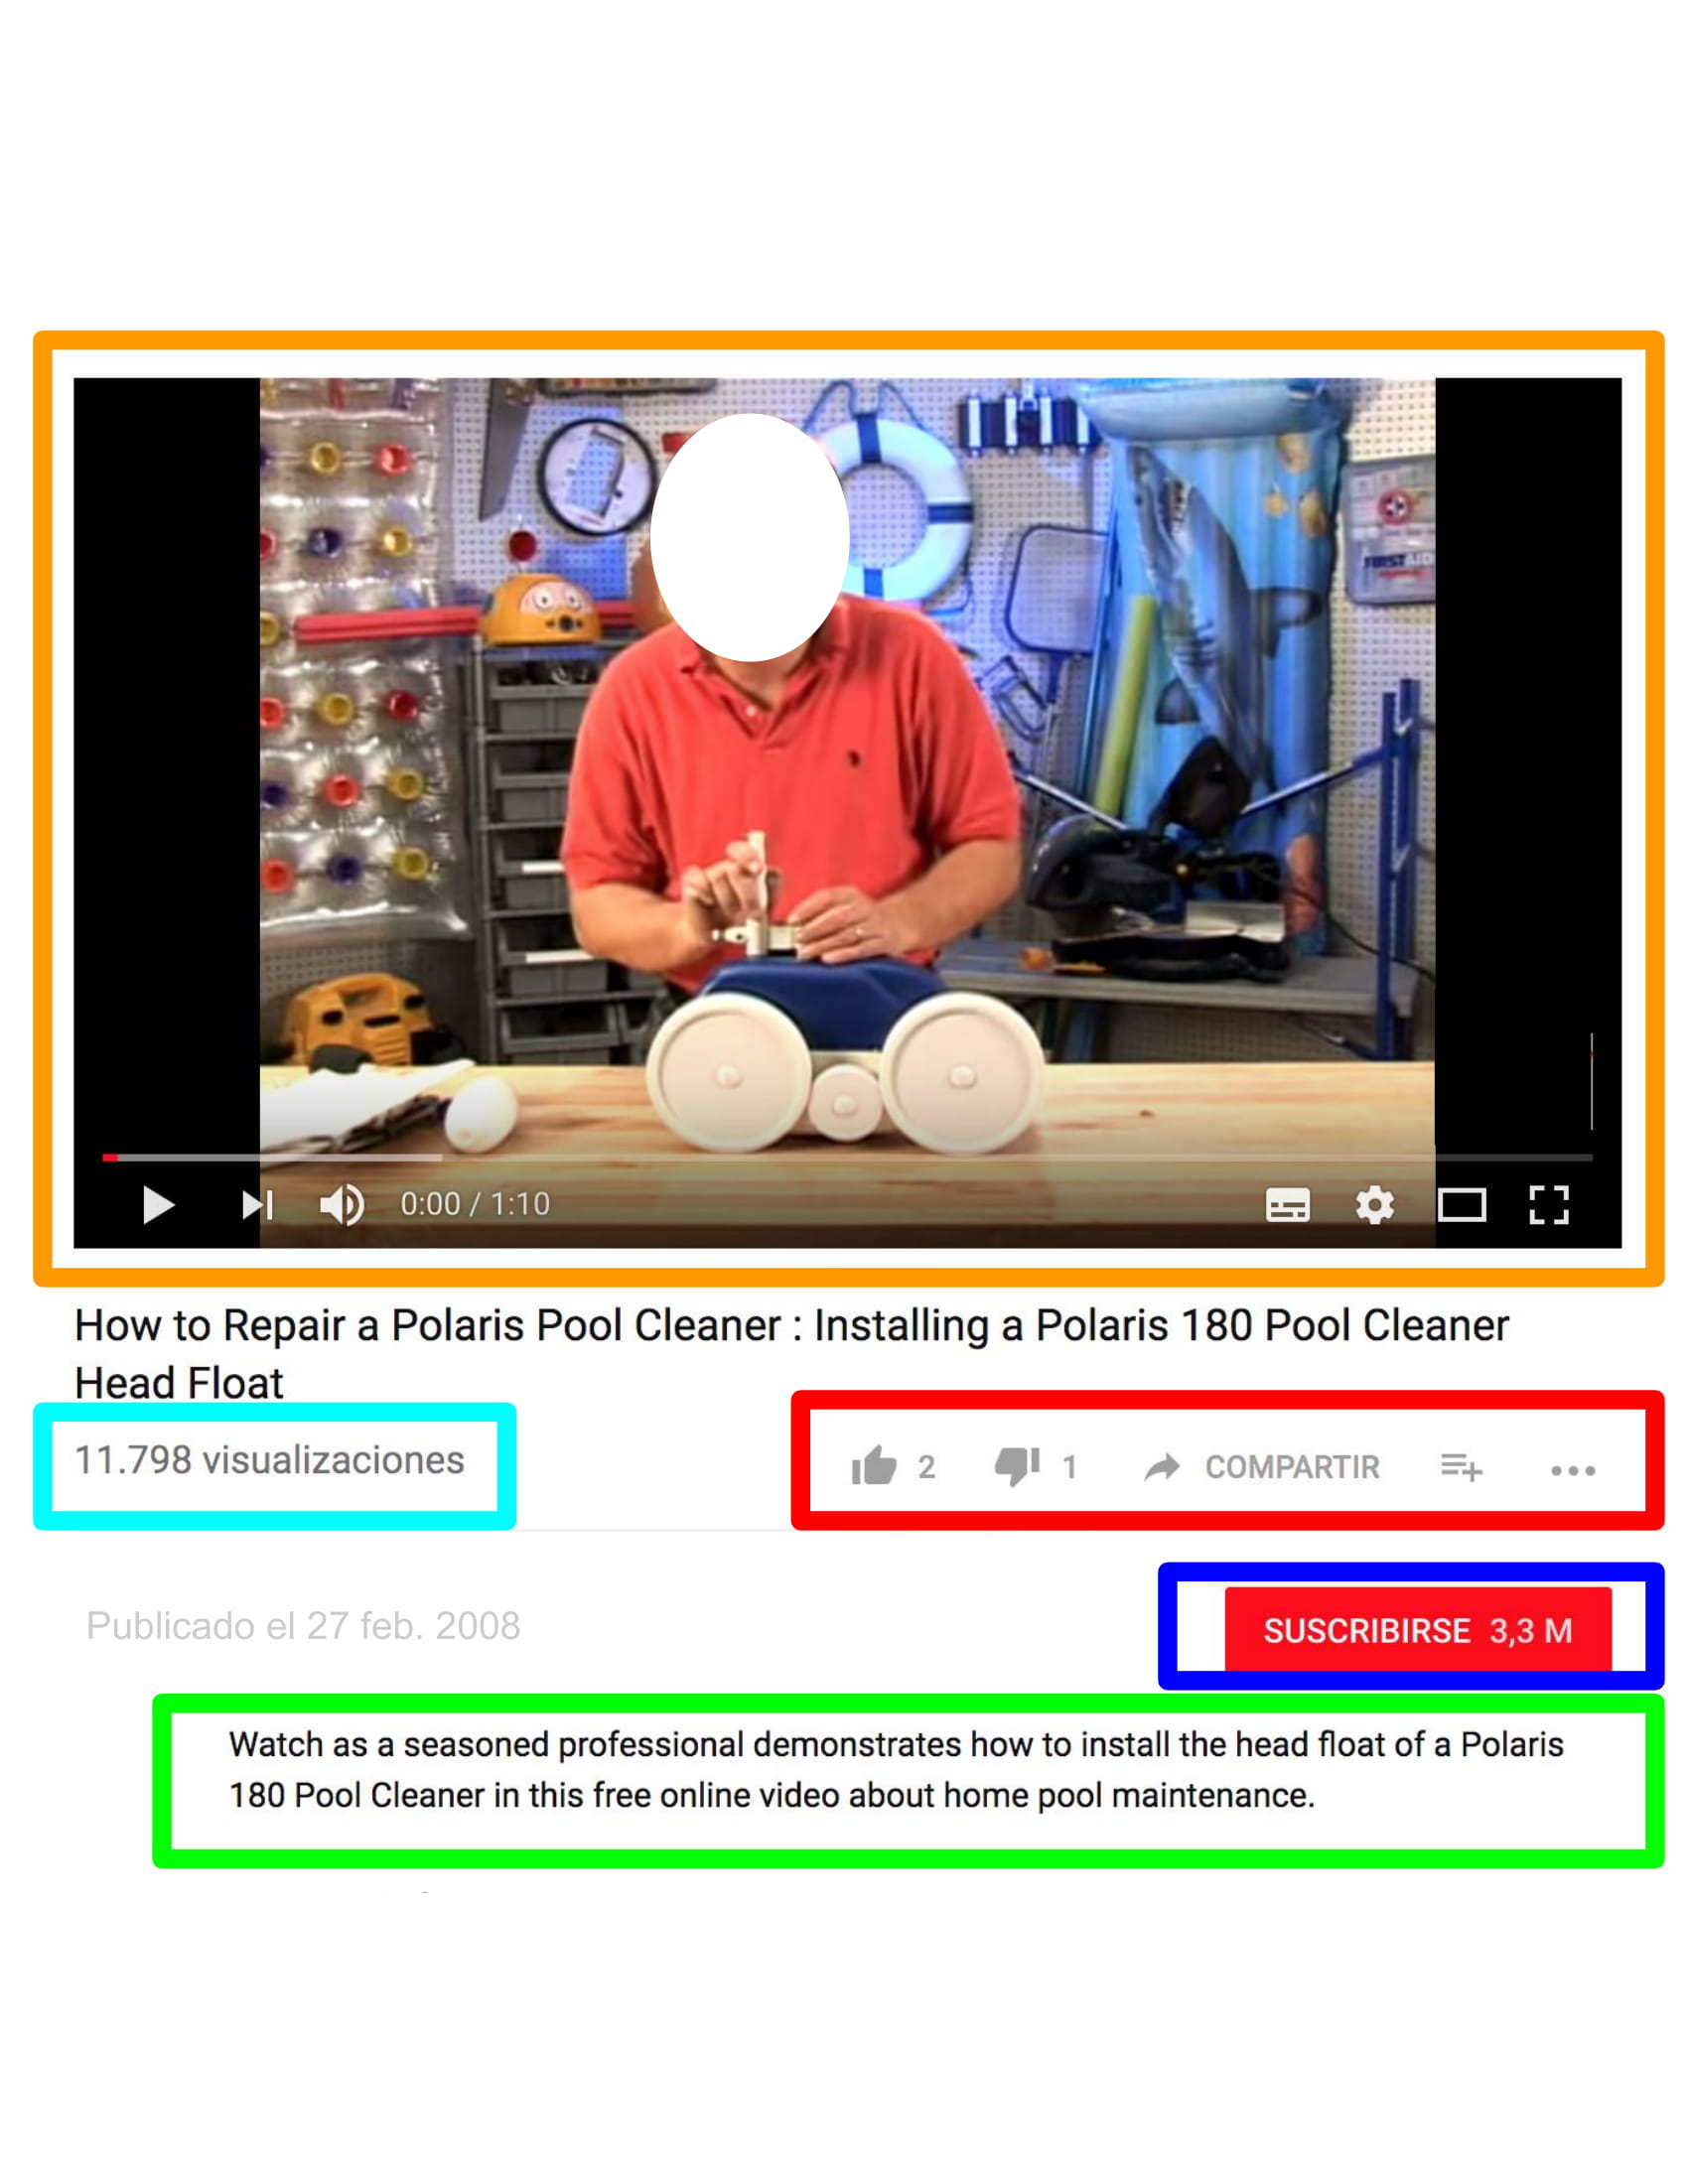 FIRST AID
0:00 / 1:10
How to Repair a Polaris Pool Cleaner : Installing a Polaris 180 Pool Cleaner
Head Float
11.798 visualizaciones
2 1 COMPARTIR
Publicado el 27 feb. 2008
SUSCRIBIRSE 3,3 M
Watch as a seasoned professional demonstrates how to install the head float of a Polaris
180 Pool Cleaner in this free online video about home pool maintenance.